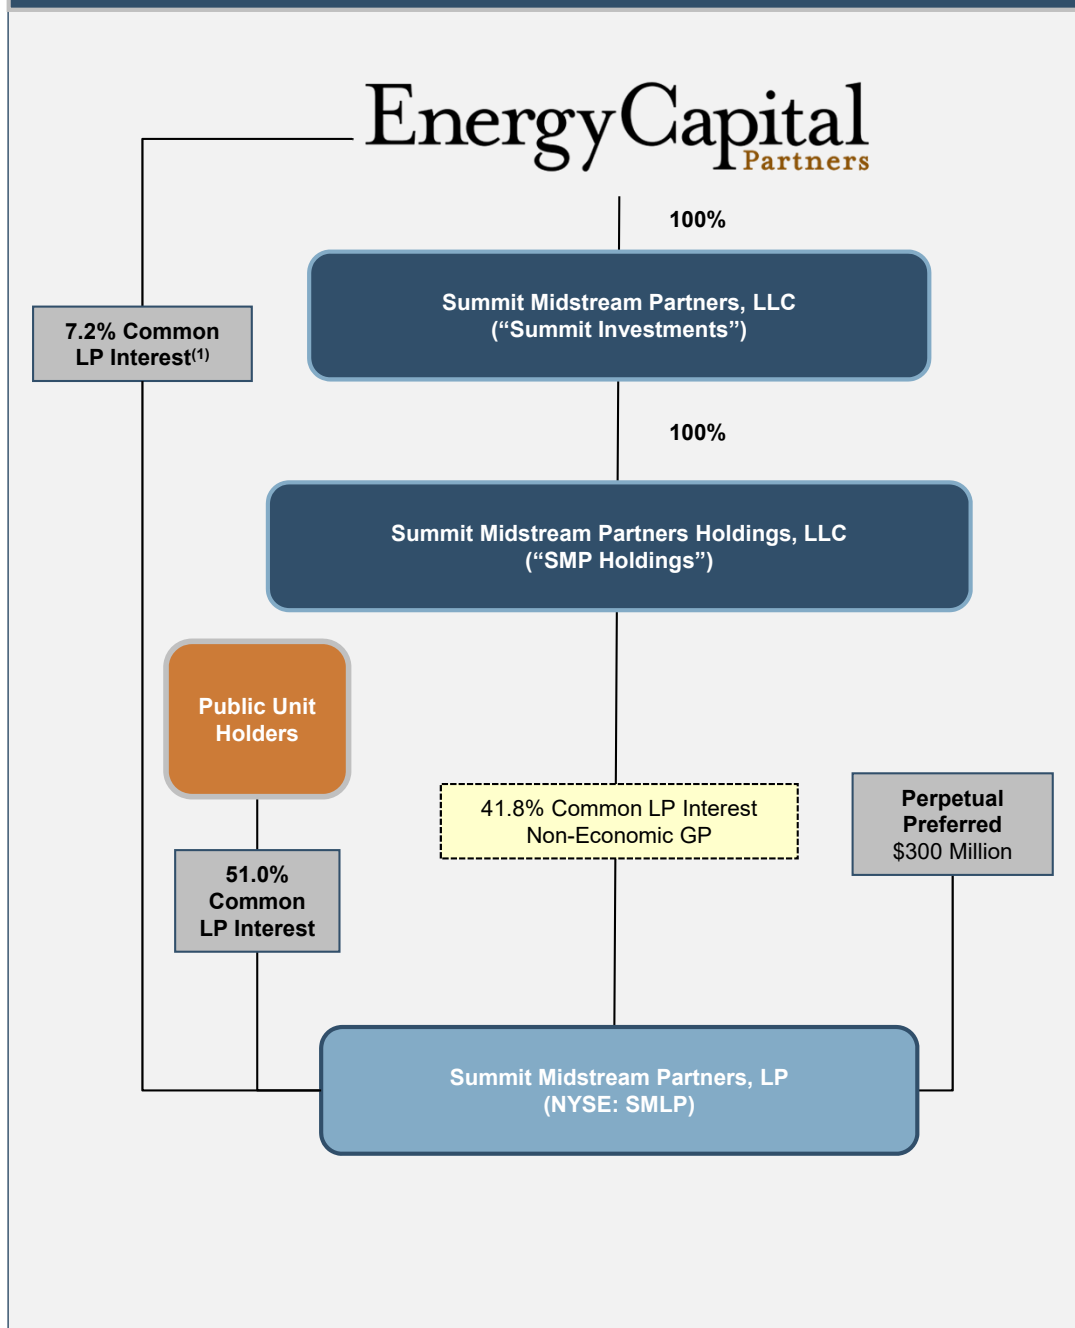 EnergyCapital
Partners
100%
Summit Midstream Partners, LLC
(“Summit Investments”)
7.2% Common
LP Interest(1)
100%
Summit Midstream Partners Holdings, LLC
(“SMP Holdings”)
Public Unit
Holders
41.8% Common LP Interest
Non-Economic GP
Perpetual
Preferred
$300 Million
51.0%
Common
LP Interest
Summit Midstream Partners, LP
(NYSE: SMLP)